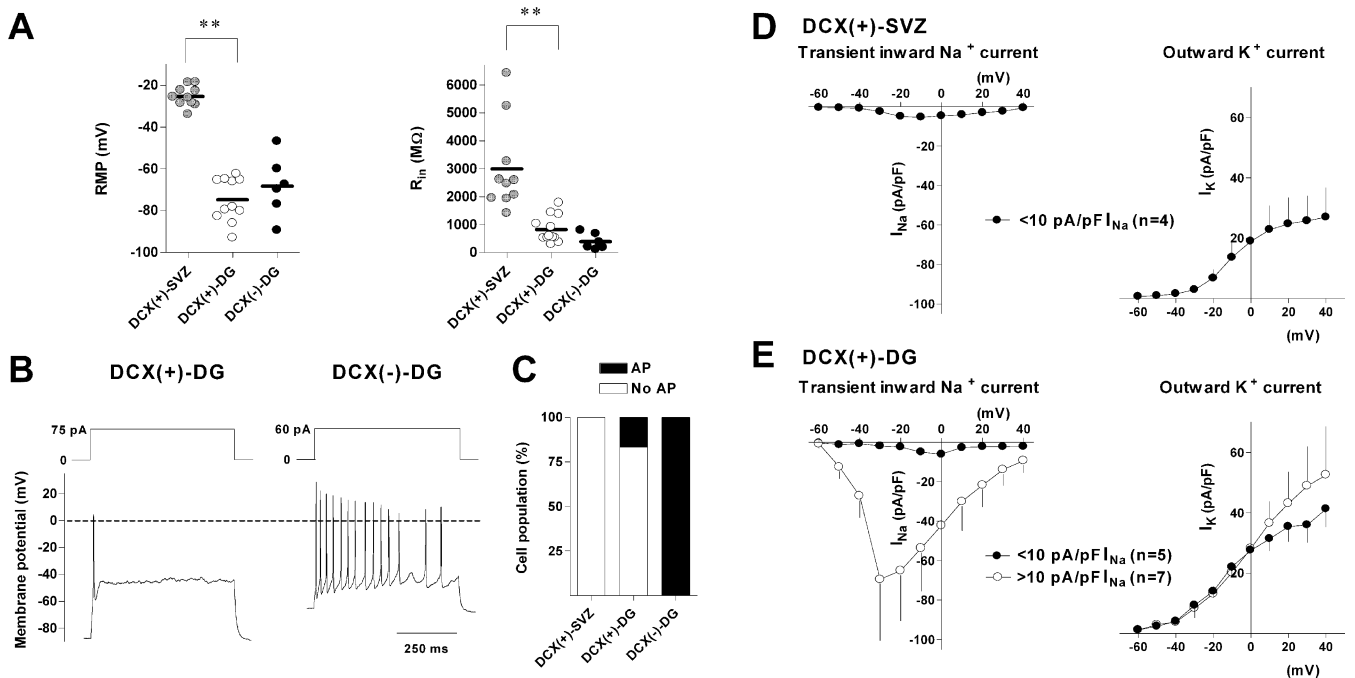 A
**
RMP (mV)
-20
-40
-60
-80
-100
DCX(+)-SVZ
DCX(+)-DG
DCX(-)-DG
**
Rin (MΩ)
6000
5000
4000
3000
2000
1000
0
DCX(+)-SVZ
DCX(+)-DG
DCX(-)-DG
B
DCX(+)-DG
DCX(-)-DG
75 pA
0
60 pA
0
Membrane potential (mV)
20
0
-20
-40
-60
-80
250 ms
C
AP
No AP
Cell population (%)
100
75
50
25
DCX(+)-SVZ
DCX(+)-DG
DCX(-)-DG
D
DCX(+)-SVZ
Transient inward Na+ current
(mV)
-60 -40 -20 0 20 40
INa (pA/pF)
-20
-40
-60
-80
-100
<10 pA/pF INa (n=4)
Outward K+ current
IK (pA/pF)
60
40
20
-60 -40 -20 0 20 40
(mV)
E
DCX(+)-DG
Transient inward Na+ current
(mV)
-60 -40 -20 0 20 40
INa (pA/pF)
-20
-40
-60
-80
-100
<10 pA/pF INa (n=5)
>10 pA/pF INa (n=7)
Outward K+ current
IK (pA/pF)
60
40
20
-60 -40 -20 0 20 40
(mV)